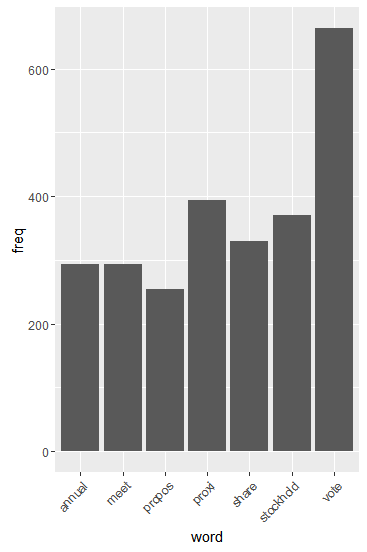 freq
600
400
200
0
annual
meet
propos
proxi
share
stockhold
vote
word